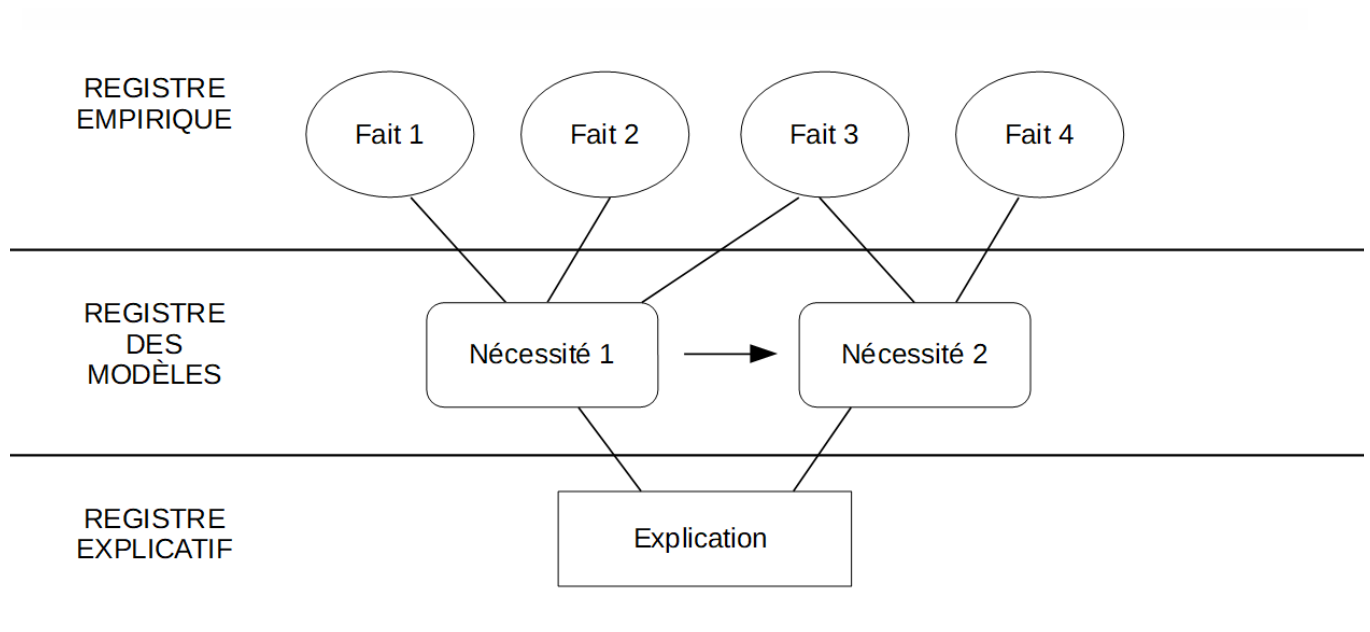 REGISTRE
EMPIRIQUE
Fait 1
Fait 2
Fait 3
Fait 4
REGISTRE
DES
MODÈLES
Nécessité 1
Nécessité 2
REGISTRE
EXPLICATIF
Explication